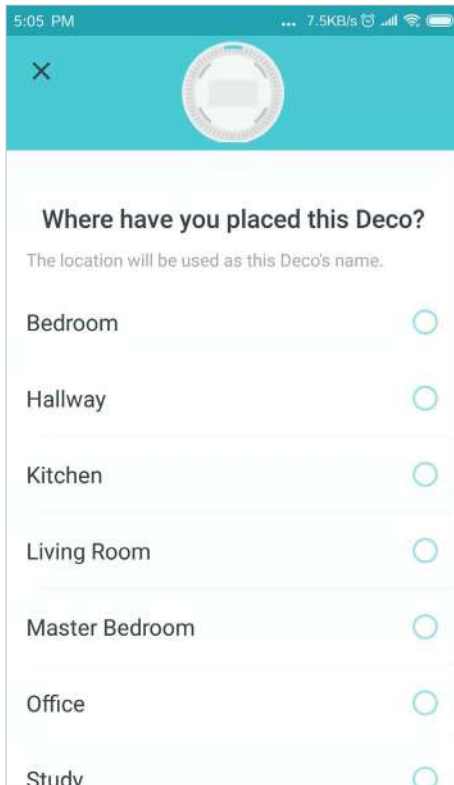 5:05 PM ... 7.5KB/s
Where have you placed this Deco?
The location will be used as this Deco's name.
Bedroom
Hallway
Kitchen
Living Room
Master Bedroom
Office
Study